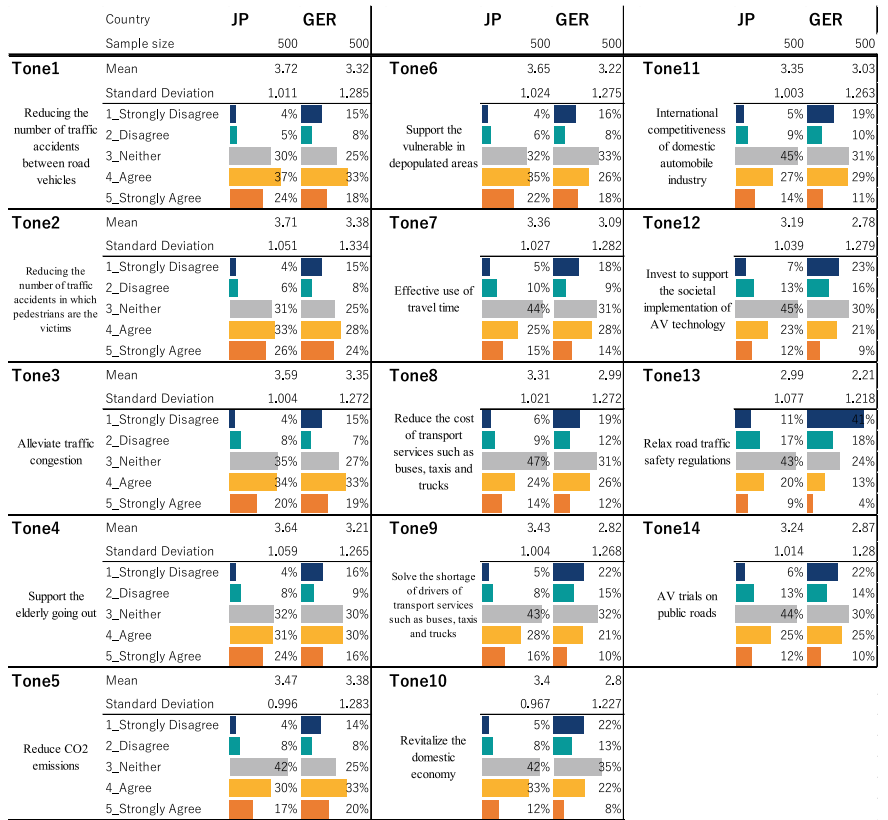 Country JP GER JP GER JP GER
Sample size 500 500 500 500 500 500
Tone1 Mean 3.72 3.32
Standard Deviation 1.011 1.285
Reducing the number of traffic accidents between road vehicles
1_Strongly Disagree 4% 15%
2_Disagree 5% 8%
3_Neither 30% 25%
4_Agree 37% 33%
5_Strongly Agree 24% 18%
Tone2 Mean 3.71 3.38
Standard Deviation 1.051 1.334
Reducing the number of traffic accidents in which pedestrians are the victims
1_Strongly Disagree 4% 15%
2_Disagree 6% 8%
3_Neither 31% 25%
4_Agree 33% 28%
5_Strongly Agree 26% 24%
Tone3 Mean 3.59 3.35
Standard Deviation 1.004 1.272
Alleviate traffic congestion
1_Strongly Disagree 4% 15%
2_Disagree 8% 7%
3_Neither 35% 27%
4_Agree 34% 33%
5_Strongly Agree 20% 19%
Tone4 Mean 3.64 3.21
Standard Deviation 1.059 1.265
Support the elderly going out
1_Strongly Disagree 4% 16%
2_Disagree 8% 9%
3_Neither 32% 30%
4_Agree 31% 30%
5_Strongly Agree 24% 16%
Tone5 Mean 3.47 3.38
Standard Deviation 0.996 1.283
Reduce CO2 emissions
1_Strongly Disagree 4% 14%
2_Disagree 8% 8%
3_Neither 42% 25%
4_Agree 30% 33%
5_Strongly Agree 17% 20%
Tone6 3.65 3.22
1.024 1.275
Support the vulnerable in depopulated areas
4% 16%
6% 8%
32% 33%
35% 26%
22% 18%
Tone7 3.36 3.09
1.027 1.282
Effective use of travel time
5% 18%
10% 9%
44% 31%
25% 28%
15% 14%
Tone8 3.31 2.99
1.021 1.272
Reduce the cost of transport services such as buses, taxis and trucks
6% 19%
9% 12%
47% 31%
24% 26%
14% 12%
Tone9 3.43 2.82
1.004 1.268
Solve the shortage of drivers of transport services such as buses, taxis and trucks
5% 22%
8% 15%
43% 32%
28% 21%
16% 10%
Tone10 3.4 2.8
0.967 1.227
Revitalize the domestic economy
5% 22%
8% 13%
42% 35%
33% 22%
12% 8%
Tone11 3.35 3.03
1.003 1.263
International competitiveness of domestic automobile industry
5% 19%
9% 10%
45% 31%
27% 29%
14% 11%
Tone12 3.19 2.78
1.039 1.279
Invest to support the societal implementation of AV technology
7% 23%
13% 16%
45% 30%
23% 21%
12% 9%
Tone13 2.99 2.21
1.077 1.218
Relax road traffic safety regulations
11% 41%
17% 18%
43% 24%
20% 13%
9% 4%
Tone14 3.24 2.87
1.014 1.28
AV trials on public roads
6% 22%
13% 14%
44% 30%
25% 25%
12% 10%